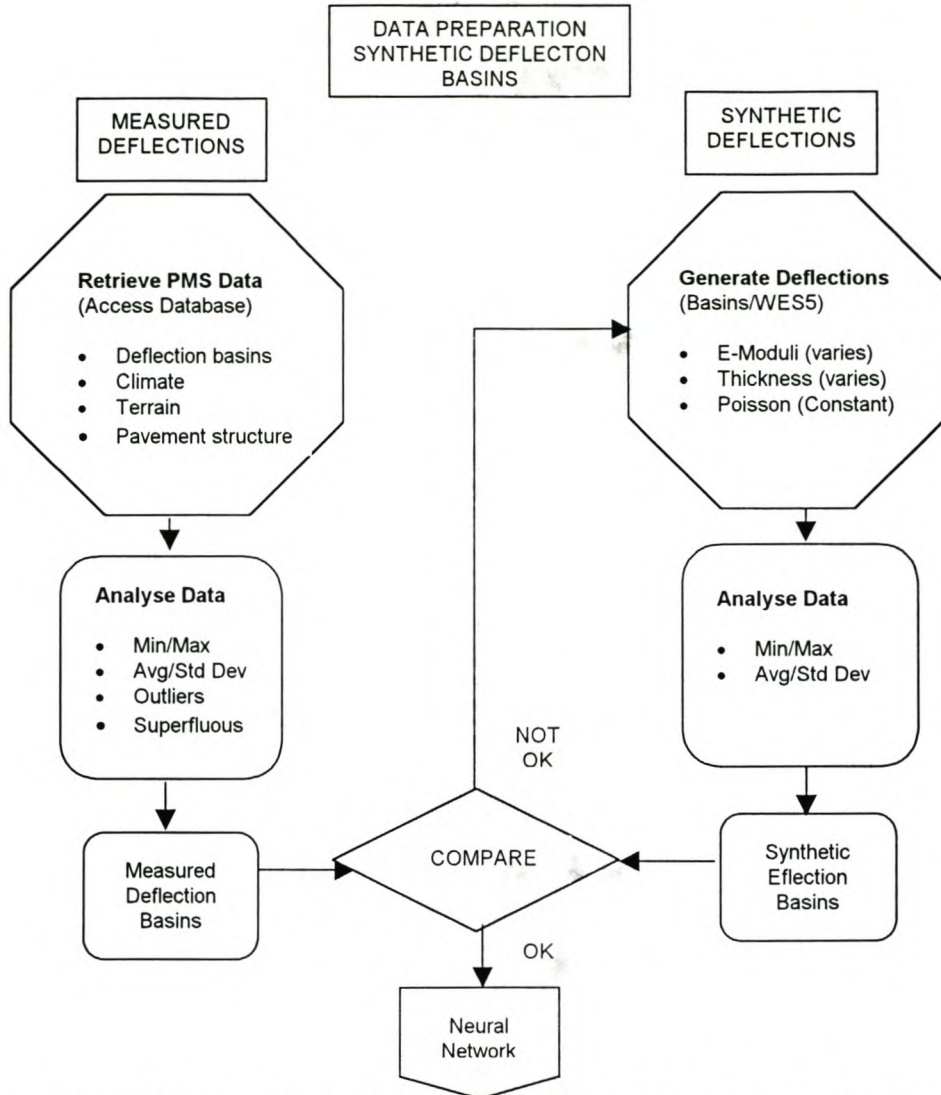 DATA PREPARATION
SYNTHETIC DEFLECTON
BASINS
MEASURED
DEFLECTIONS
SYNTHETIC
DEFLECTIONS
Retrieve PMS Data
(Access Database)
• Deflection basins
• Climate
• Terrain
• Pavement structure
Generate Deflections
(Basins/WES5)
• E-Moduli (varies)
• Thickness (varies)
• Poisson (Constant)
Analyse Data
• Min/Max
• Avg/Std Dev
• Outliers
• Superfluous
Analyse Data
• Min/Max
• Avg/Std Dev
NOT
OK
Measured
Deflection
Basins
COMPARE
Synthetic
Eflection
Basins
OK
Neural
Network